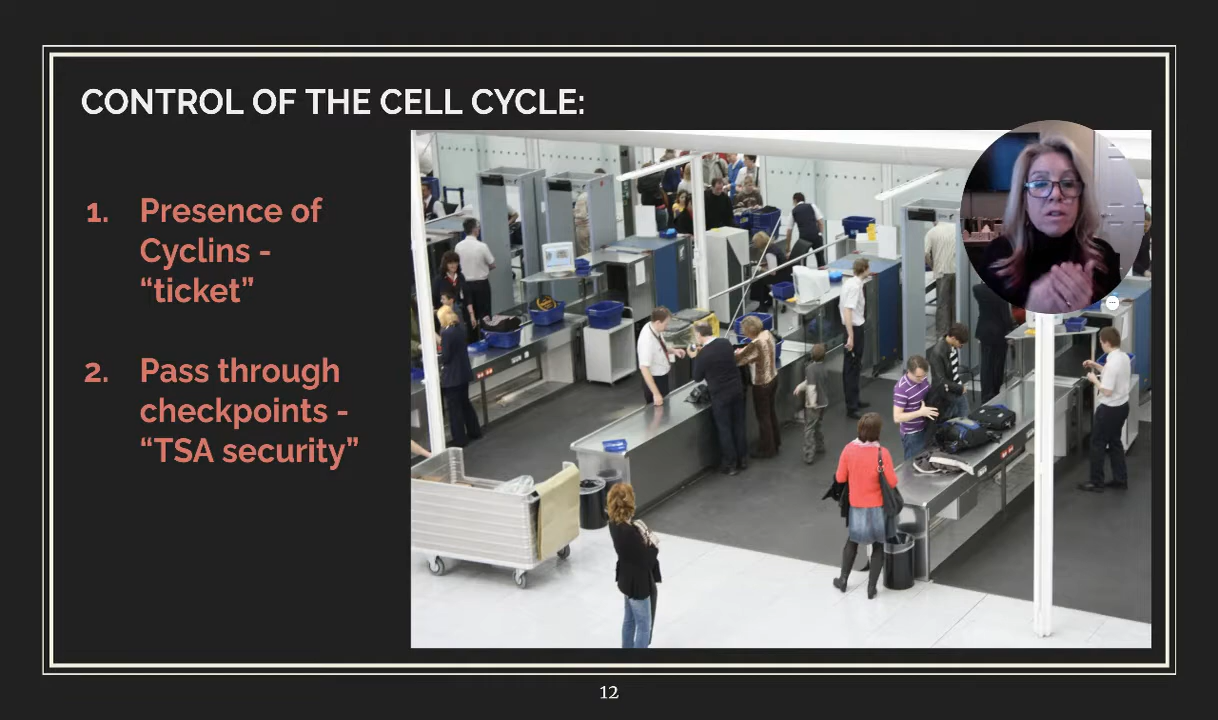 CONTROL OF THE CELL CYCLE:
1. Presence of
Cyclins -
“ticket”
2. Pass through
checkpoints -
“TSA security”
12